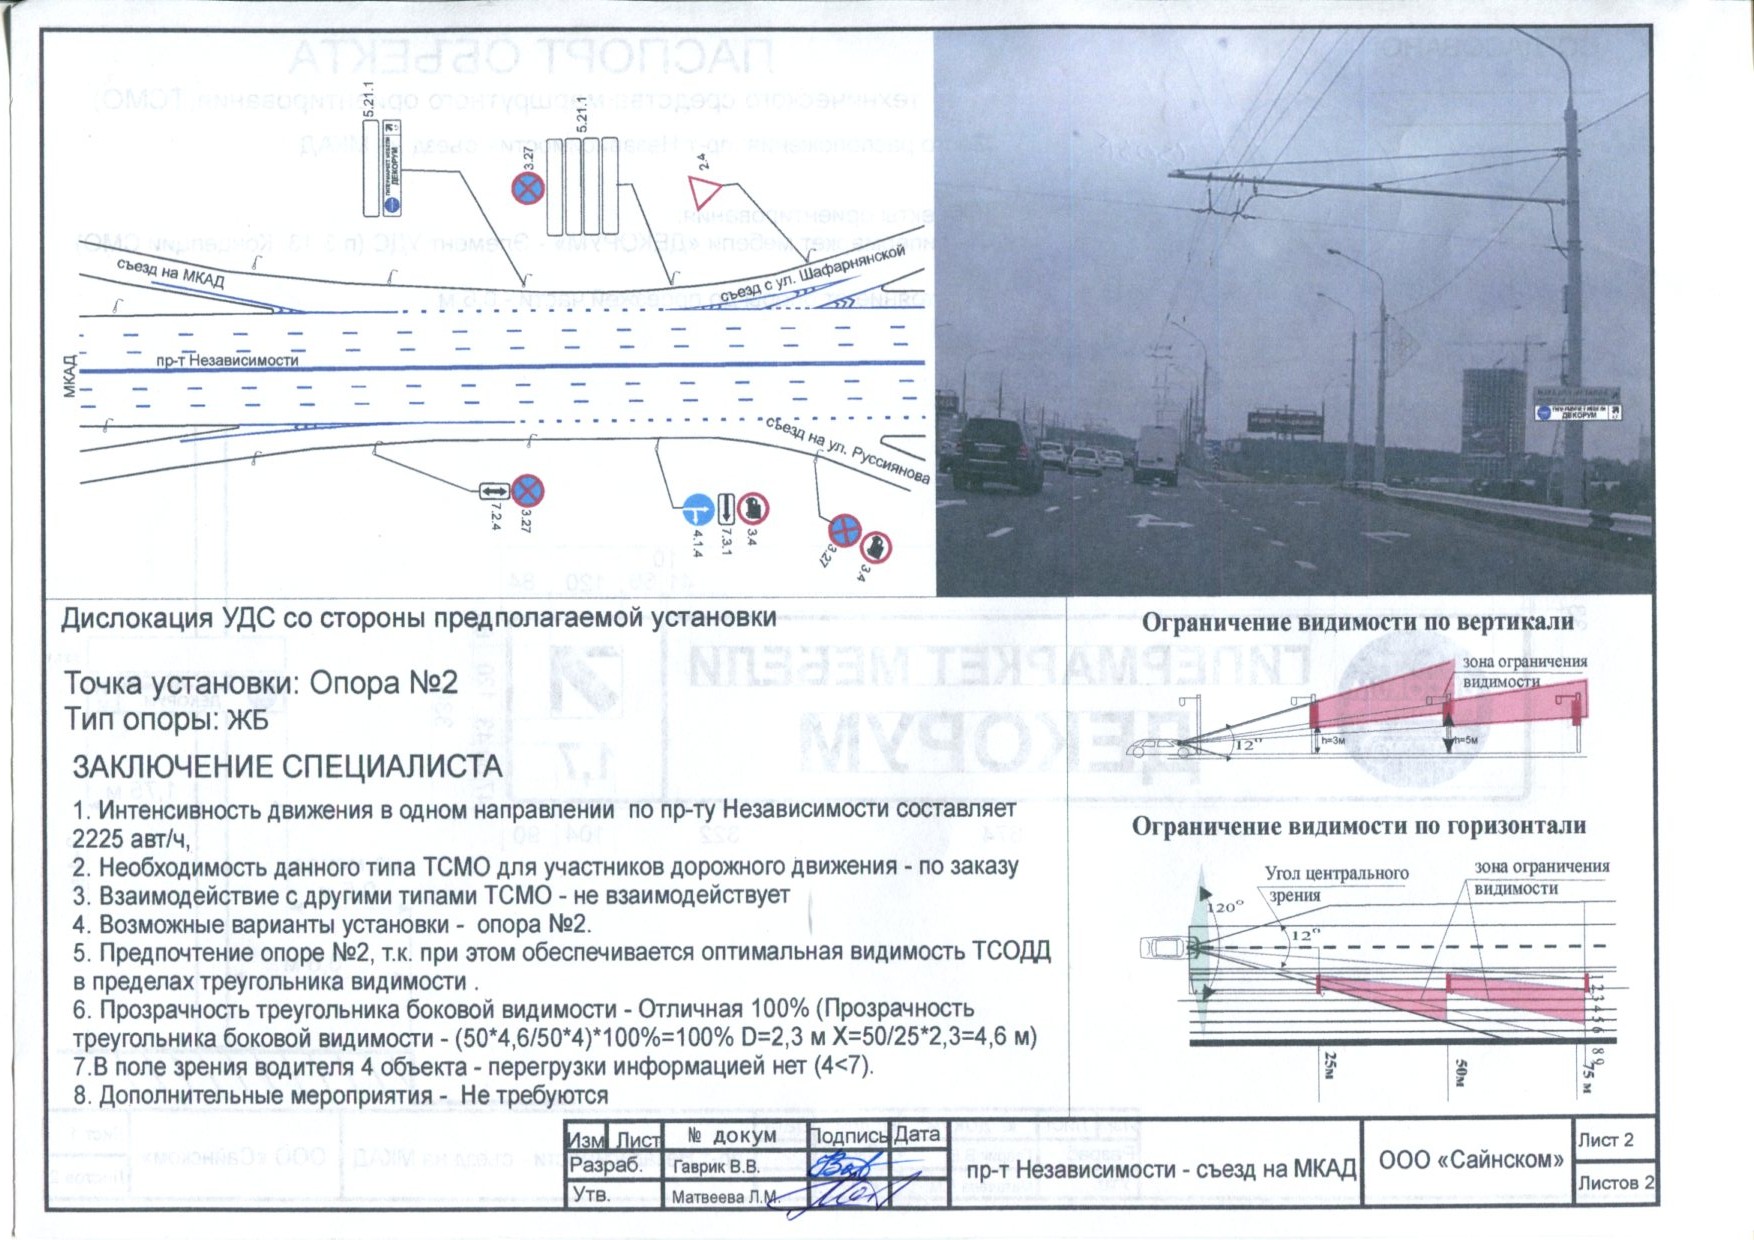 5.21.1
ГИПЕРМАРКЕТ МЕБЕЛИ
ДЕКОРУМ
3.27
5.21.1
2.4
съезд на МКАД
съезд с ул. Шафарнянской
МКАД
пр-т Независимости
съезд на ул. Руссиянова
7.2.4
3.27
4.1.4
7.3.1
3.4
3.27
3.4
ДЕКОРУМ
Дислокация УДС со стороны предполагаемой установки
Точка установки: Опора №2
Тип опоры: ЖБ
ЗАКЛЮЧЕНИЕ СПЕЦИАЛИСТА
1. Интенсивность движения в одном направлении по пр-ту Независимости составляет
2225 авт/ч,
2. Необходимость данного типа ТСМО для участников дорожного движения - по заказу
3. Взаимодействие с другими типами ТСМО - не взаимодействует
4. Возможные варианты установки - опора №2.
5. Предпочтение опоре №2, т.к. при этом обеспечивается оптимальная видимость ТСОДД
в пределах треугольника видимости .
6. Прозрачность треугольника боковой видимости - Отличная 100% (Прозрачность
треугольника боковой видимости - (50*4,6/50*4)*100%=100% D=2,3 м X=50/25*2,3=4,6 м)
7.В поле зрения водителя 4 объекта - перегрузки информацией нет (4<7).
8. Дополнительные мероприятия - Не требуются
Ограничение видимости по вертикали
зона ограничения
видимости
12°
h=3м
h=5м
Ограничение видимости по горизонтали
Угол центрального
зрения
зона ограничения
видимости
120°
12°
1
2
3
4
5
6
8
9
25м
50м
75 м
Изм Лист № докум Подпись Дата
Разраб. Гаврик В.В.
Утв. Матвеева Л.М.
пр-т Независимости - съезд на МКАД
ООО «Сайнском»
Лист 2
Листов 2